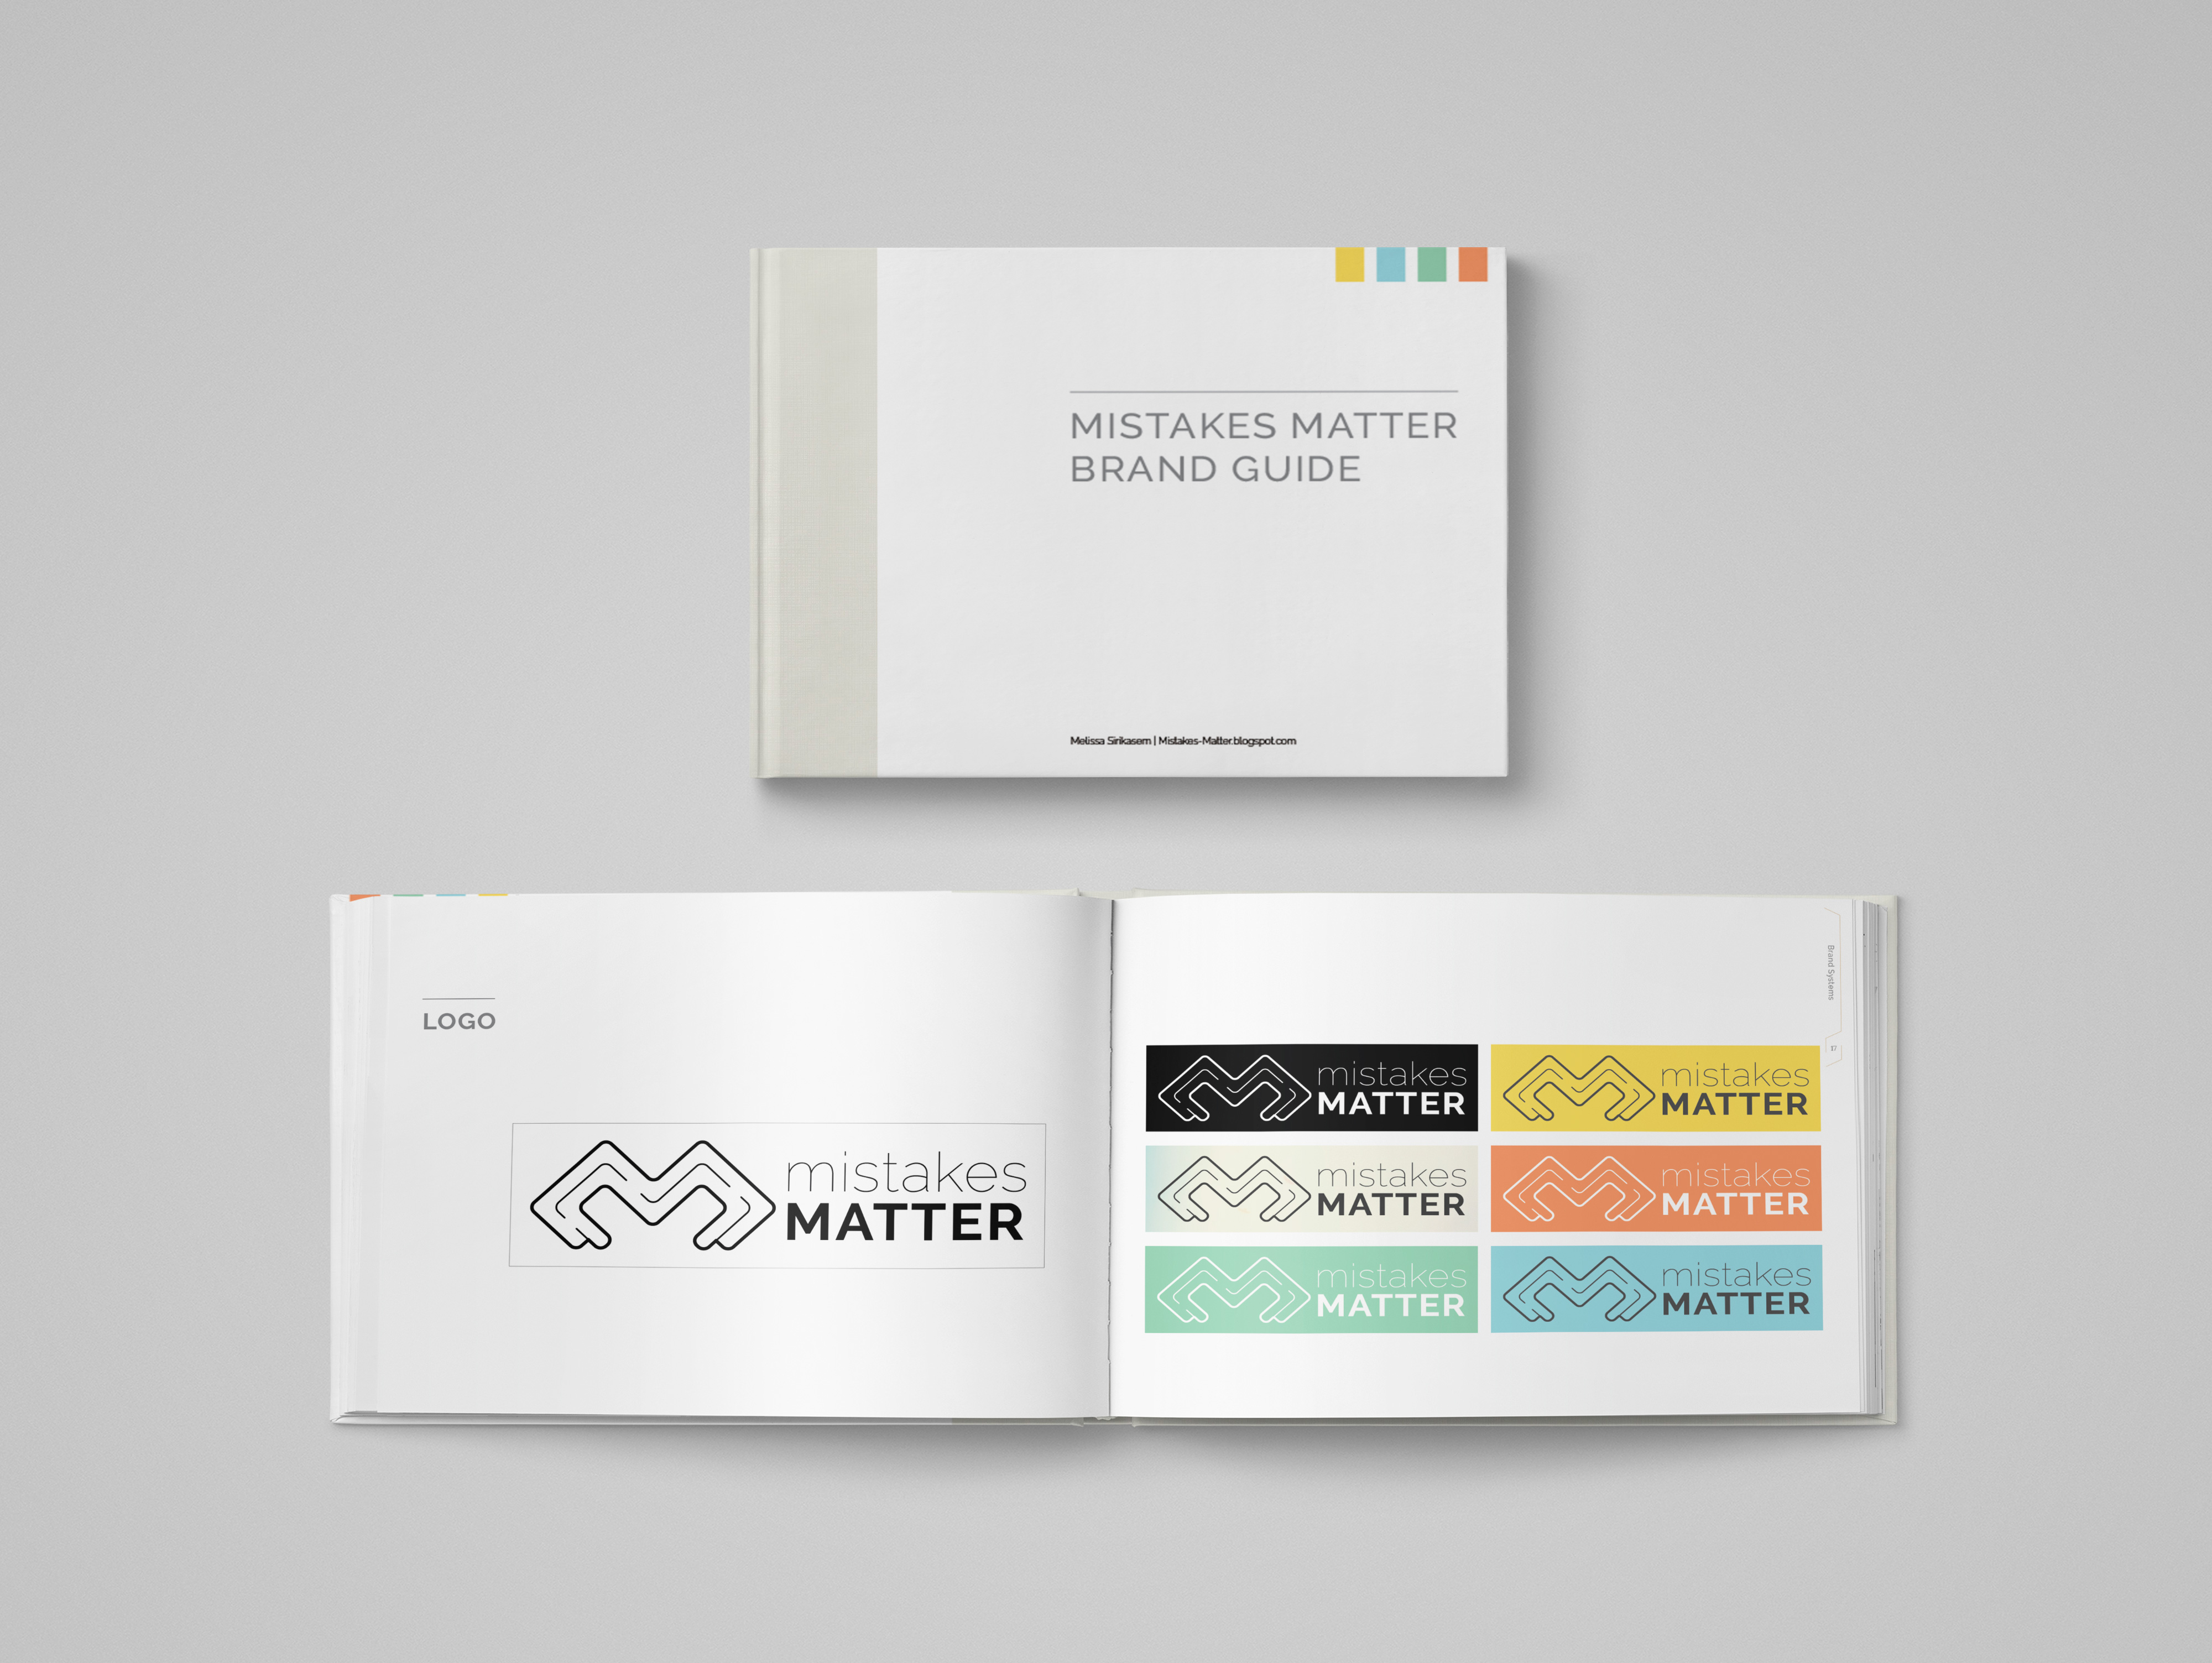 MISTAKES MATTER
BRAND GUIDE
Melissa Sirikasem | Mistakes-Matter.blogspot.com
LOGO
mistakes
MATTER
Brand Systems
17
mistakes
MATTER
mistakes
MATTER
mistakes
MATTER
mistakes
MATTER
mistakes
MATTER
mistakes
MATTER